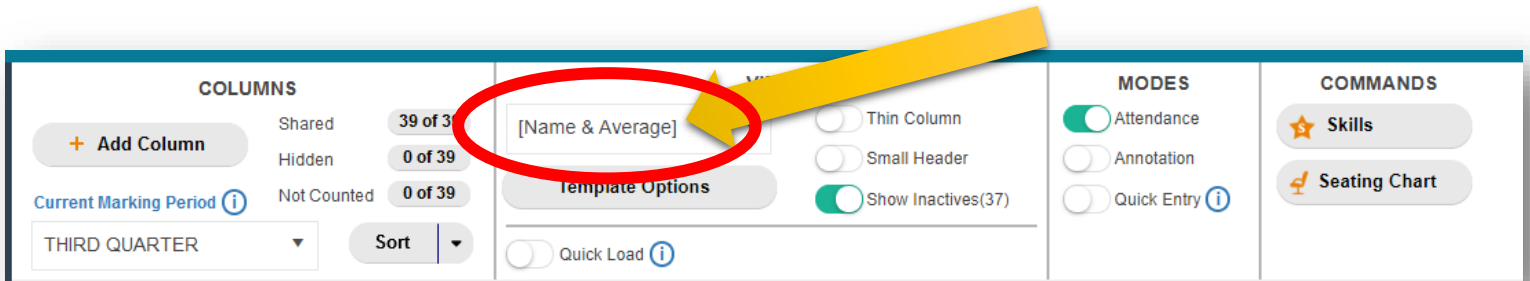 COLUMNS
+ Add Column
Shared
39 of 39
Hidden
0 of 39
Not Counted
0 of 39
Current Marking Period
THIRD QUARTER
Sort
[Name & Average]
Template Options
Quick Load
Thin Column
Small Header
Show Inactives(37)
MODES
Attendance
Annotation
Quick Entry
COMMANDS
Skills
Seating Chart